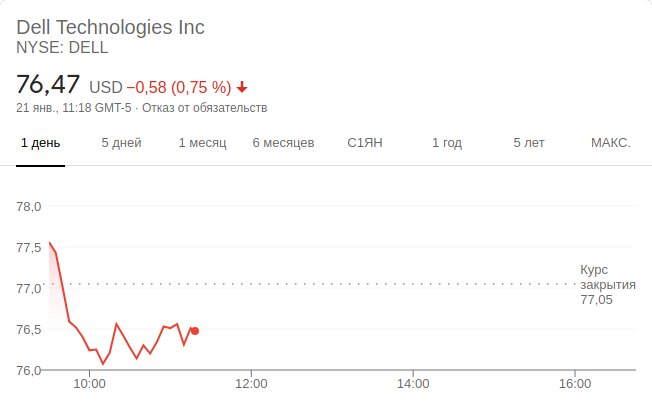 Dell Technologies Inc
NYSE: DELL
76,47 USD −0,58 (0,75 %)
21 янв., 11:18 GMT-5 · Отказ от обязательств
1 день 5 дней 1 месяц 6 месяцев С1ЯН 1 год 5 лет МАКС.
78,0
77,5
77,0
76,5
76,0
Курс
закрытия
77,05
10:00 12:00 14:00 16:00